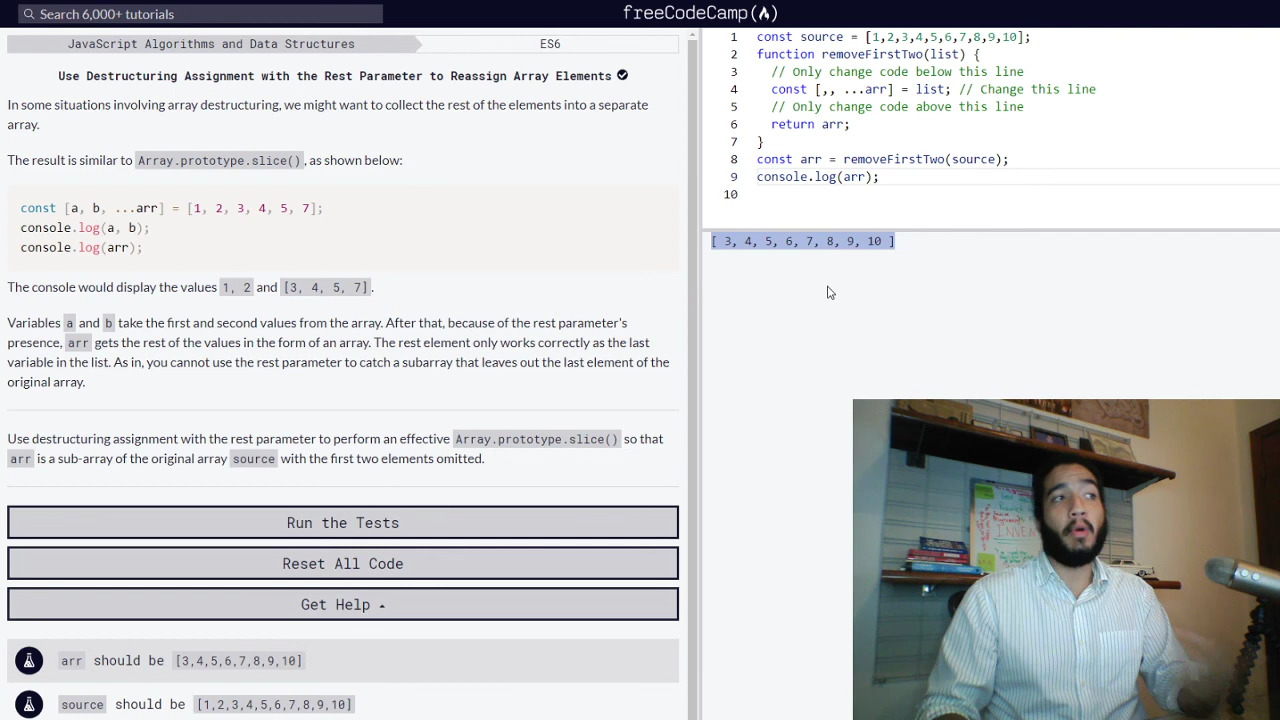 Search 6,000+ tutorials
freeCodeCamp
JavaScript Algorithms and Data Structures
ES6
Use Destructuring Assignment with the Rest Parameter to Reassign Array Elements
In some situations involving array destructuring, we might want to collect the rest of the elements into a separate
array.
The result is similar to Array.prototype.slice(), as shown below:
const [a, b, ...arr] = [1, 2, 3, 4, 5, 7];
console.log(a, b);
console.log(arr);
The console would display the values 1, 2 and [3, 4, 5, 7].
Variables a and b take the first and second values from the array. After that, because of the rest parameter's
presence, arr gets the rest of the values in the form of an array. The rest element only works correctly as the last
variable in the list. As in, you cannot use the rest parameter to catch a subarray that leaves out the last element of the
original array.
Use destructuring assignment with the rest parameter to perform an effective Array.prototype.slice() so that
arr is a sub-array of the original array source with the first two elements omitted.
Run the Tests
Reset All Code
Get Help
arr should be [3,4,5,6,7,8,9,10]
source should be [1,2,3,4,5,6,7,8,9,10]
1 const source = [1,2,3,4,5,6,7,8,9,10];
2 function removeFirstTwo(list) {
3 // Only change code below this line
4 const [,, ...arr] = list; // Change this line
5 // Only change code above this line
6 return arr;
7 }
8 const arr = removeFirstTwo(source);
9 console.log(arr);
10
[ 3, 4, 5, 6, 7, 8, 9, 10 ]